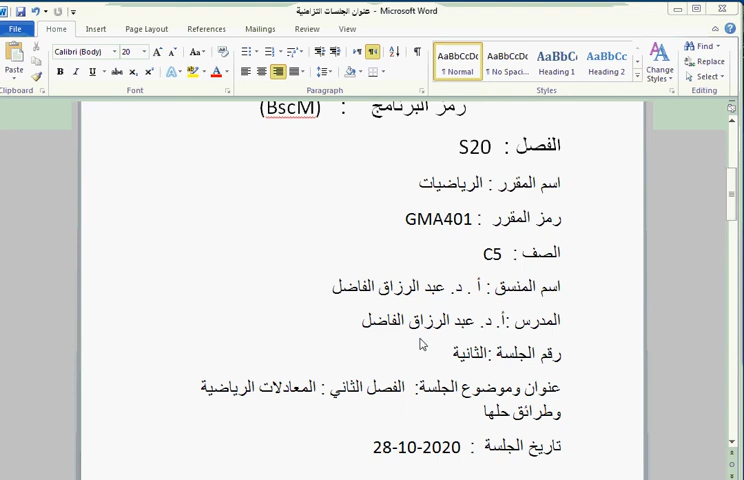 عنوان الجلسات التزامنية - Microsoft Word
File Home Insert Page Layout References Mailings Review View
Calibri (Body) 20
Paste
B I U abc
AaBbCcDc AaBbCcDc AaBbC AaBbCc
¶ Normal ¶ No Spaci... Heading 1 Heading 2
Change Styles
Find
Replace
Select
Clipboard Font Paragraph Styles Editing
رمز البرنامج : (BscM)
الفصل : S20
اسم المقرر : الرياضيات
رمز المقرر : GMA401
الصف : C5
اسم المنسق : أ . د. عبد الرزاق الفاضل
المدرس :أ. د. عبد الرزاق الفاضل
رقم الجلسة :الثانية
عنوان وموضوع الجلسة: الفصل الثاني : المعادلات الرياضية
وطرائق حلها
تاريخ الجلسة : 28-10-2020